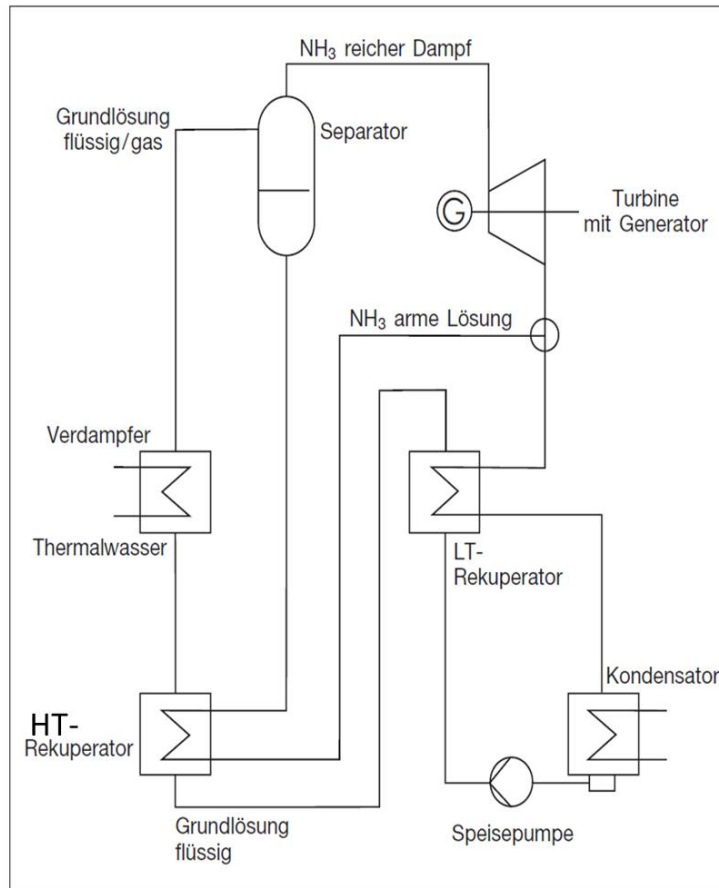 NH₃ reicher Dampf
Grundlösung
flüssig/gas
Separator
G
Turbine
mit Generator
NH₃ arme Lösung
Verdampfer
Thermalwasser
LT-
Rekuperator
Kondensator
HT-
Rekuperator
Grundlösung
flüssig
Speisepumpe